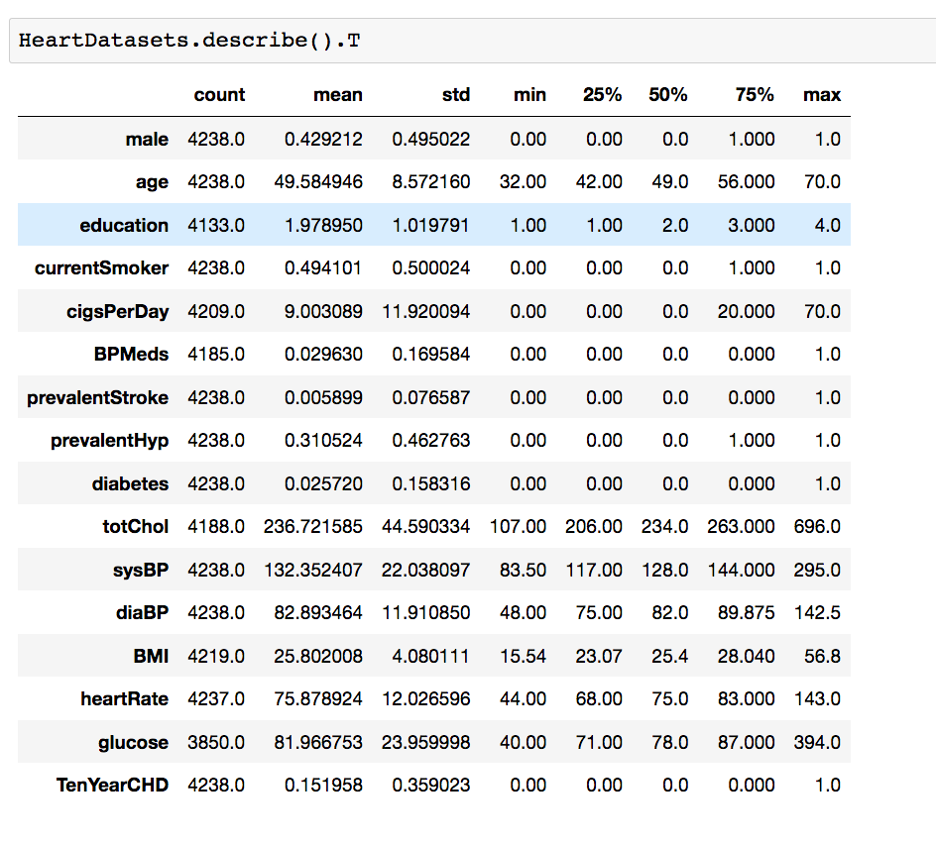 HeartDatasets.describe().T
count mean std min 25% 50% 75% max
male 4238.0 0.429212 0.495022 0.00 0.00 0.0 1.000 1.0
age 4238.0 49.584946 8.572160 32.00 42.00 49.0 56.000 70.0
education 4133.0 1.978950 1.019791 1.00 1.00 2.0 3.000 4.0
currentSmoker 4238.0 0.494101 0.500024 0.00 0.00 0.0 1.000 1.0
cigsPerDay 4209.0 9.003089 11.920094 0.00 0.00 0.0 20.000 70.0
BPMeds 4185.0 0.029630 0.169584 0.00 0.00 0.0 0.000 1.0
prevalentStroke 4238.0 0.005899 0.076587 0.00 0.00 0.0 0.000 1.0
prevalentHyp 4238.0 0.310524 0.462763 0.00 0.00 0.0 1.000 1.0
diabetes 4238.0 0.025720 0.158316 0.00 0.00 0.0 0.000 1.0
totChol 4188.0 236.721585 44.590334 107.00 206.00 234.0 263.000 696.0
sysBP 4238.0 132.352407 22.038097 83.50 117.00 128.0 144.000 295.0
diaBP 4238.0 82.893464 11.910850 48.00 75.00 82.0 89.875 142.5
BMI 4219.0 25.802008 4.080111 15.54 23.07 25.4 28.040 56.8
heartRate 4237.0 75.878924 12.026596 44.00 68.00 75.0 83.000 143.0
glucose 3850.0 81.966753 23.959998 40.00 71.00 78.0 87.000 394.0
TenYearCHD 4238.0 0.151958 0.359023 0.00 0.00 0.0 0.000 1.0